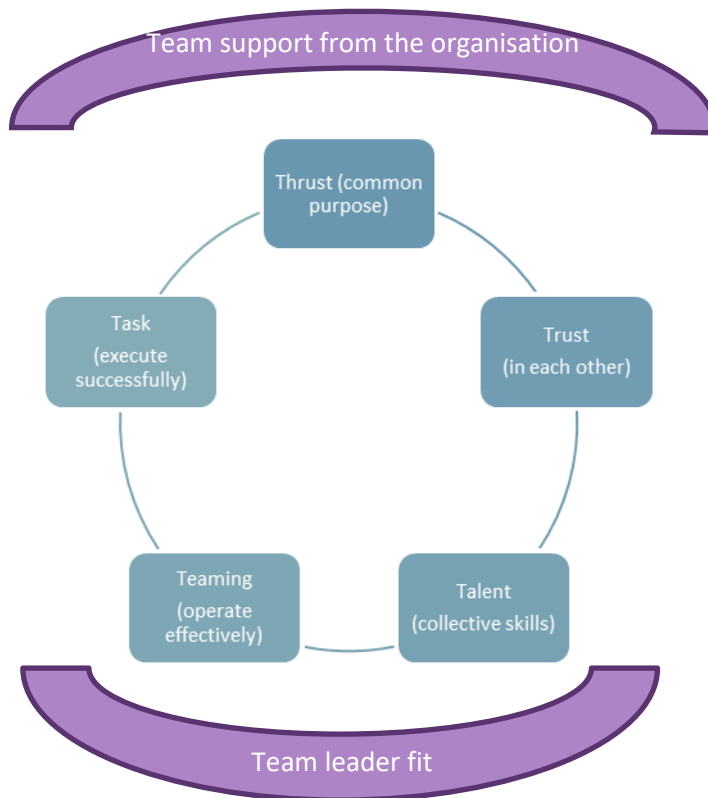 Team support from the organisation
Thrust (common
purpose)
Task
(execute
successfully)
Trust
(in each other)
Teaming
(operate
effectively)
Talent
(collective skills)
Team leader fit